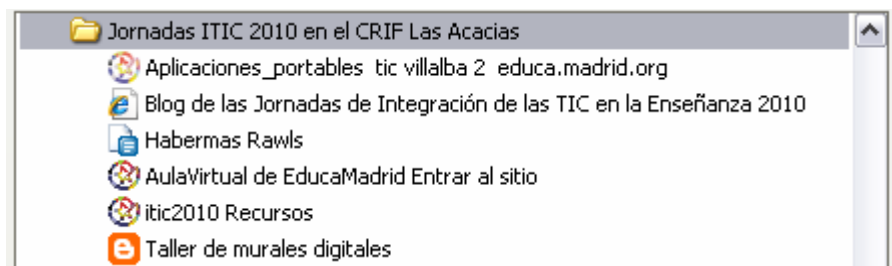 Jornadas ITIC 2010 en el CRIF Las Acacias
Aplicaciones_portables tic villalba 2 educa.madrid.org
Blog de las Jornadas de Integración de las TIC en la Enseñanza 2010
Habermas Rawls
AulaVirtual de EducaMadrid Entrar al sitio
itic2010 Recursos
Taller de murales digitales